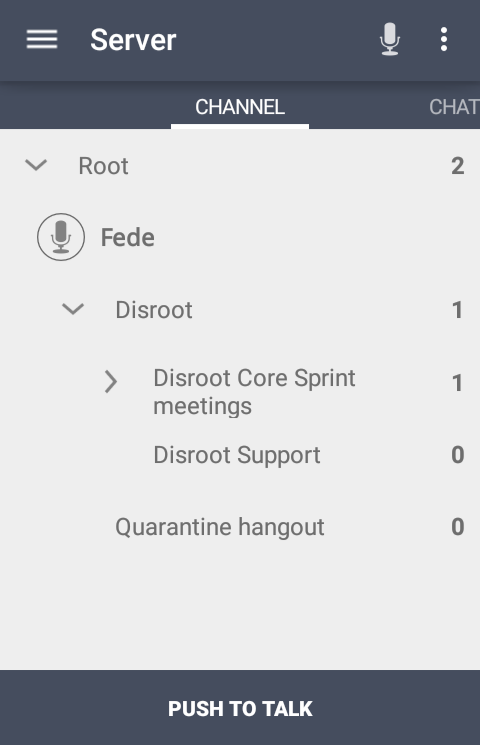 Server
CHANNEL CHAT
Root 2
Fede
Disroot 1
Disroot Core Sprint 1
meetings
Disroot Support 0
Quarantine hangout 0
PUSH TO TALK